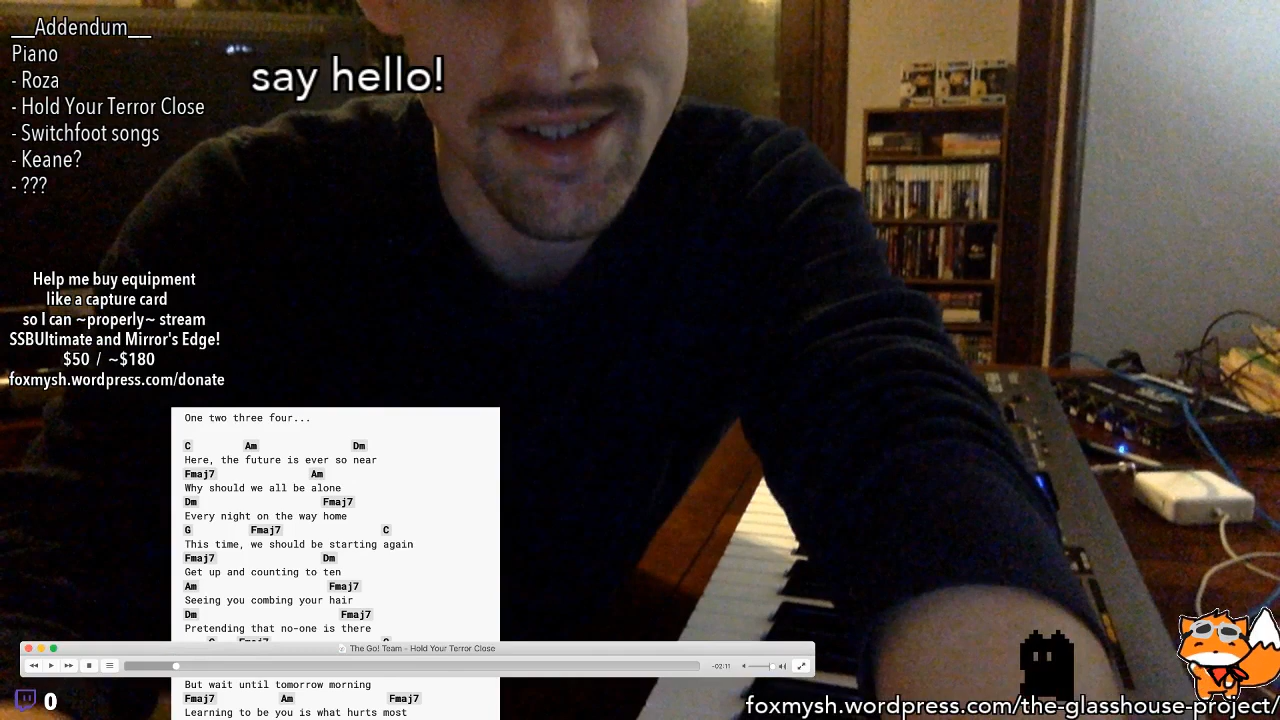 __Addendum__
Piano
- Roza
- Hold Your Terror Close
- Switchfoot songs
- Keane?
- ???
say hello!
Help me buy equipment
like a capture card
so I can ~properly~ stream
SSBUltimate and Mirror's Edge!
$50 / ~$180
foxmysh.wordpress.com/donate
One two three four...
C Am Dm
Here, the future is ever so near
Fmaj7 Am
Why should we all be alone
Dm Fmaj7
Every night on the way home
G Fmaj7 C
This time, we should be starting again
Fmaj7 Dm
Get up and counting to ten
Am Fmaj7
Seeing you combing your hair
Dm Fmaj7
Pretending that no-one is there
The Go! Team - Hold Your Terror Close
-02:11
But wait until tomorrow morning
Fmaj7 Am Fmaj7
Learning to be you is what hurts most
0
foxmysh.wordpress.com/the-glasshouse-project/